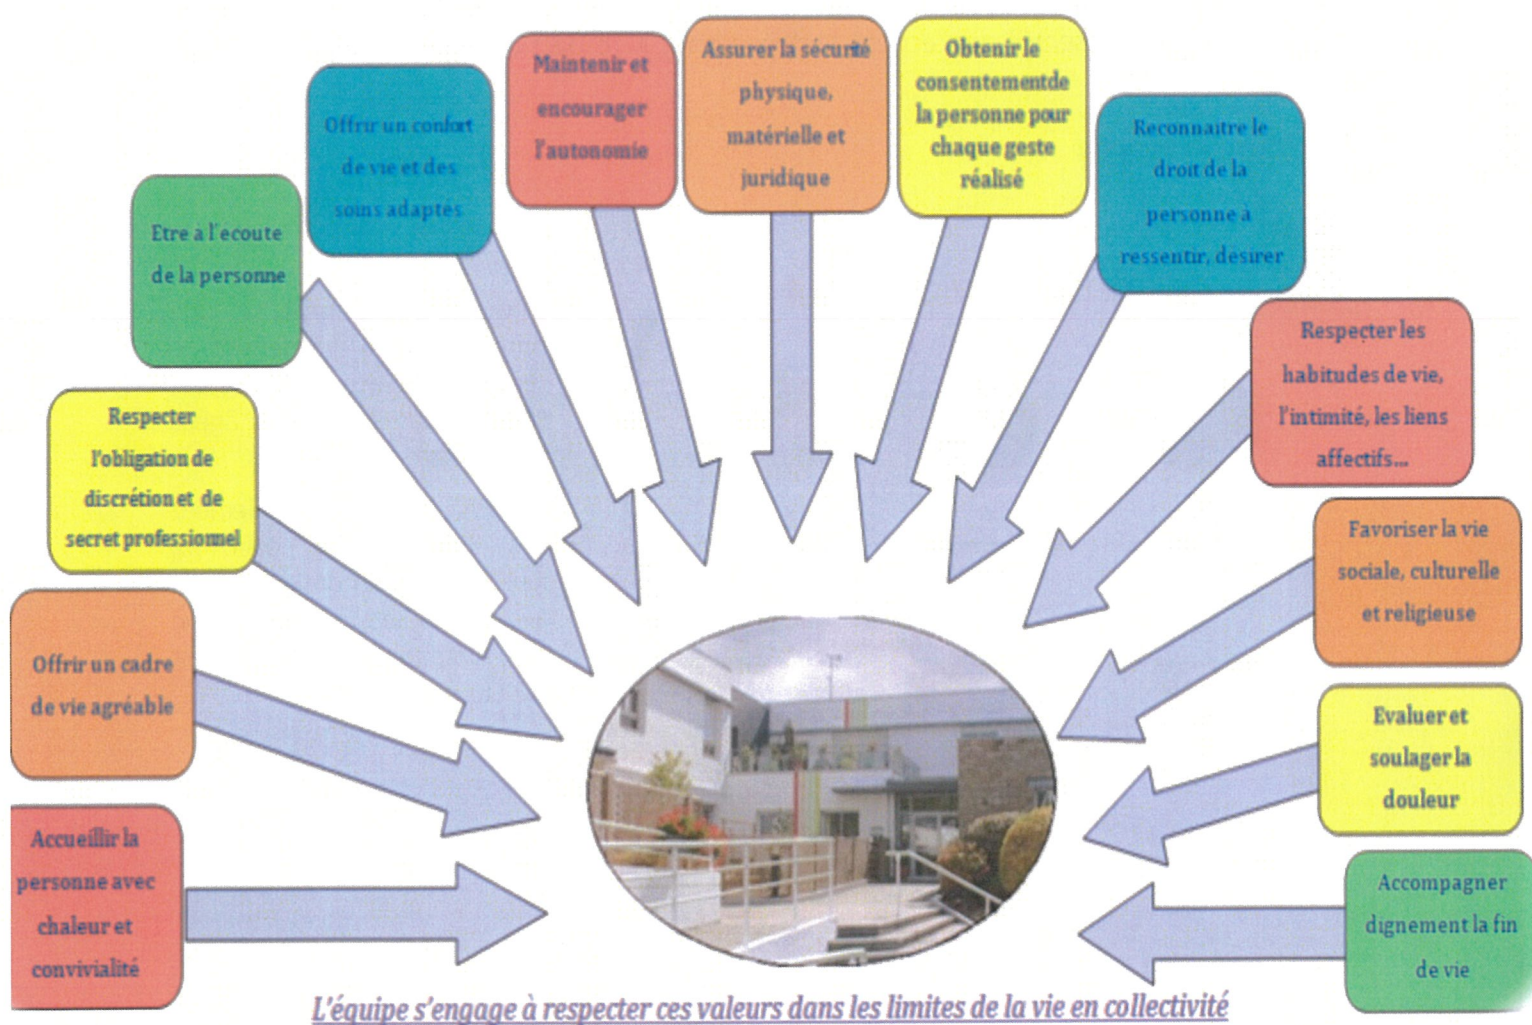 Accueillir la
personne avec
chaleur et
convivialité
Offrir un cadre
de vie agréable
Respecter
l'obligation de
discrétion et de
secret professionnel
Etre à l'ecoute
de la personne
Offrir un confort
de vie et des
soins adaptés
Maintenir et
encourager
l'autonomie
Assurer la sécurité
physique,
matérielle et
juridique
Obtenir le
consentementde
la personne pour
chaque geste
réalisé
Reconnaitre le
droit de la
personne à
ressentir, désirer
Respecter les
habitudes de vie,
l'intimité, les liens
affectifs...
Favoriser la vie
sociale, culturelle
et religieuse
Evaluer et
soulager la
douleur
Accompagner
dignement la fin
de vie
L'équipe s'engage à respecter ces valeurs dans les limites de la vie en collectivité